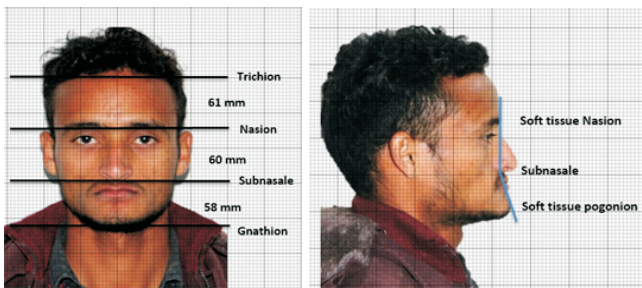 Trichion
61 mm
Nasion
60 mm
Subnasale
58 mm
Gnathion
Soft tissue Nasion
Subnasale
Soft tissue pogonion